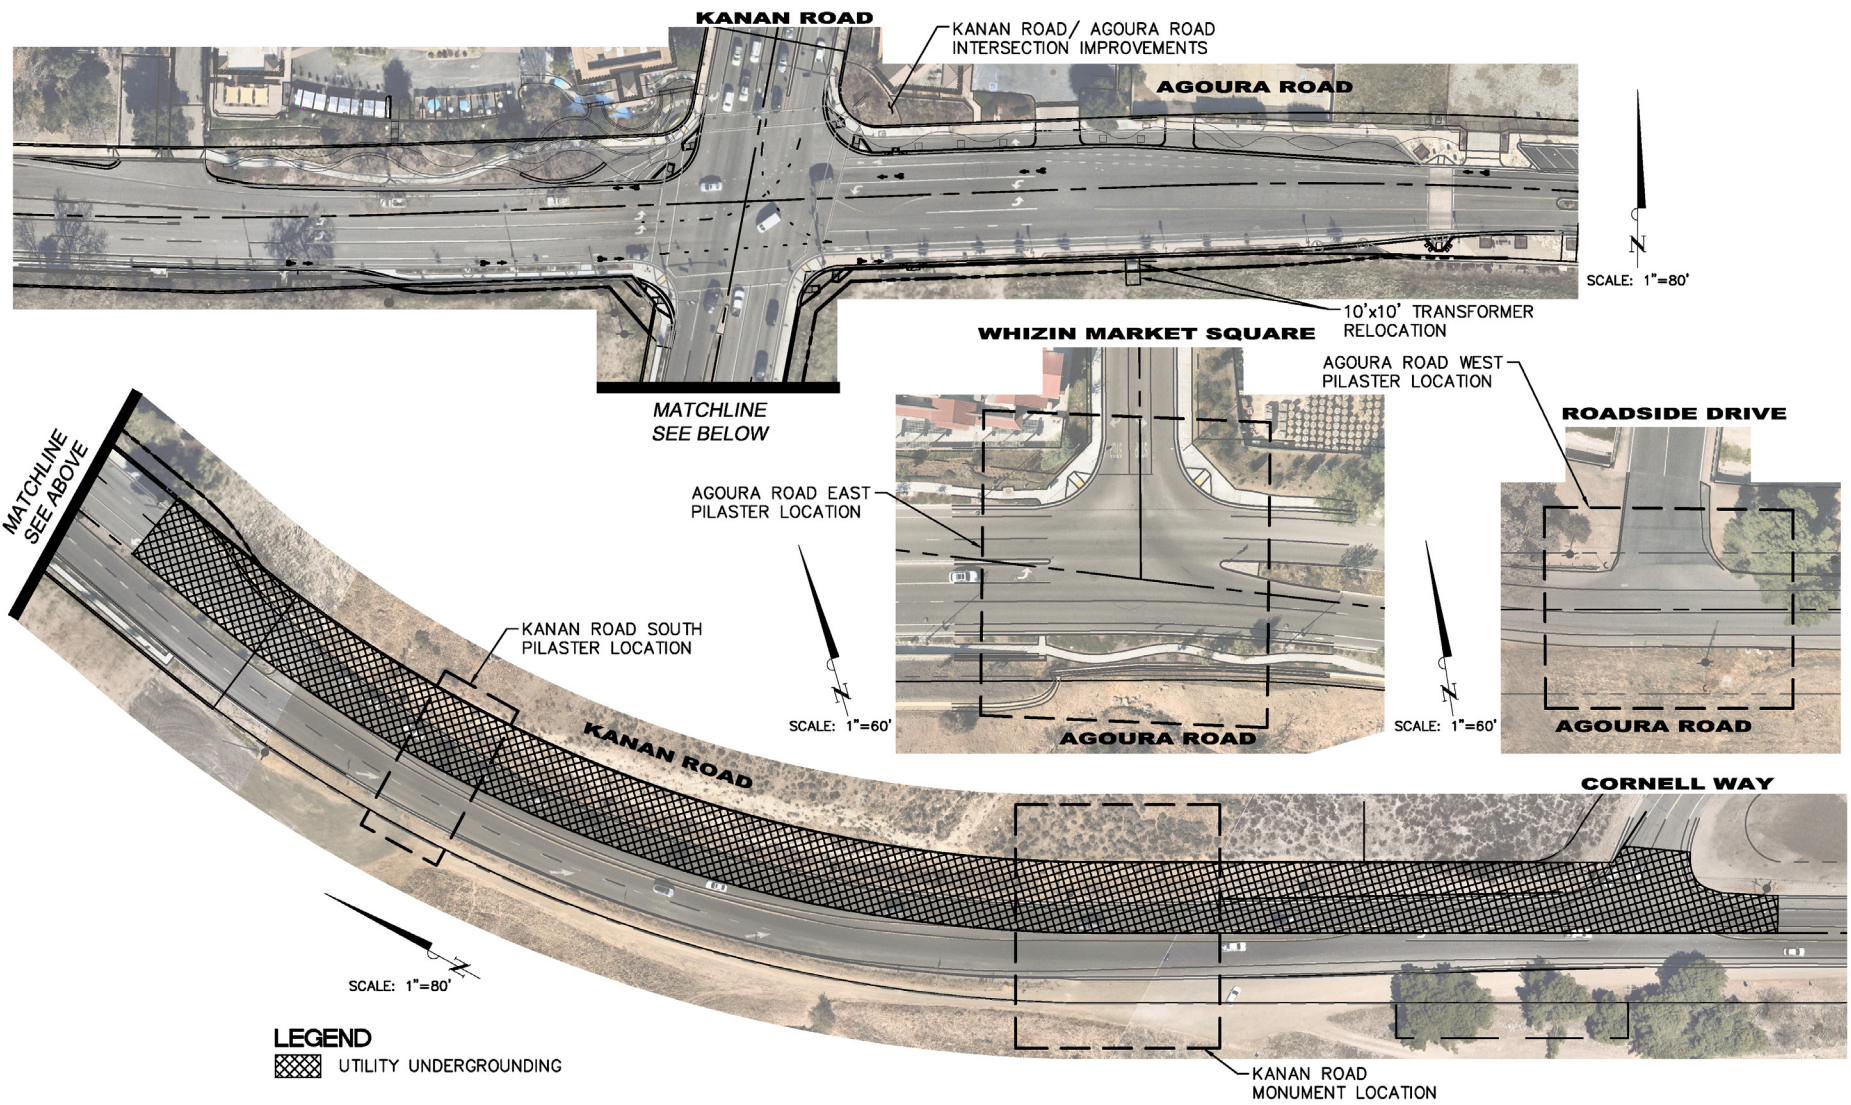 KANAN ROAD
KANAN ROAD/ AGOURA ROAD
INTERSECTION IMPROVEMENTS
AGOURA ROAD
N
SCALE: 1"=80'
10'x10' TRANSFORMER
RELOCATION
MATCHLINE
SEE BELOW
WHIZIN MARKET SQUARE
AGOURA ROAD EAST
PILASTER LOCATION
N
SCALE: 1"=60'
AGOURA ROAD
AGOURA ROAD WEST
PILASTER LOCATION
ROADSIDE DRIVE
N
SCALE: 1"=60'
AGOURA ROAD
MATCHLINE
SEE ABOVE
KANAN ROAD SOUTH
PILASTER LOCATION
KANAN ROAD
CORNELL WAY
N
SCALE: 1"=80'
KANAN ROAD
MONUMENT LOCATION
LEGEND
UTILITY UNDERGROUNDING